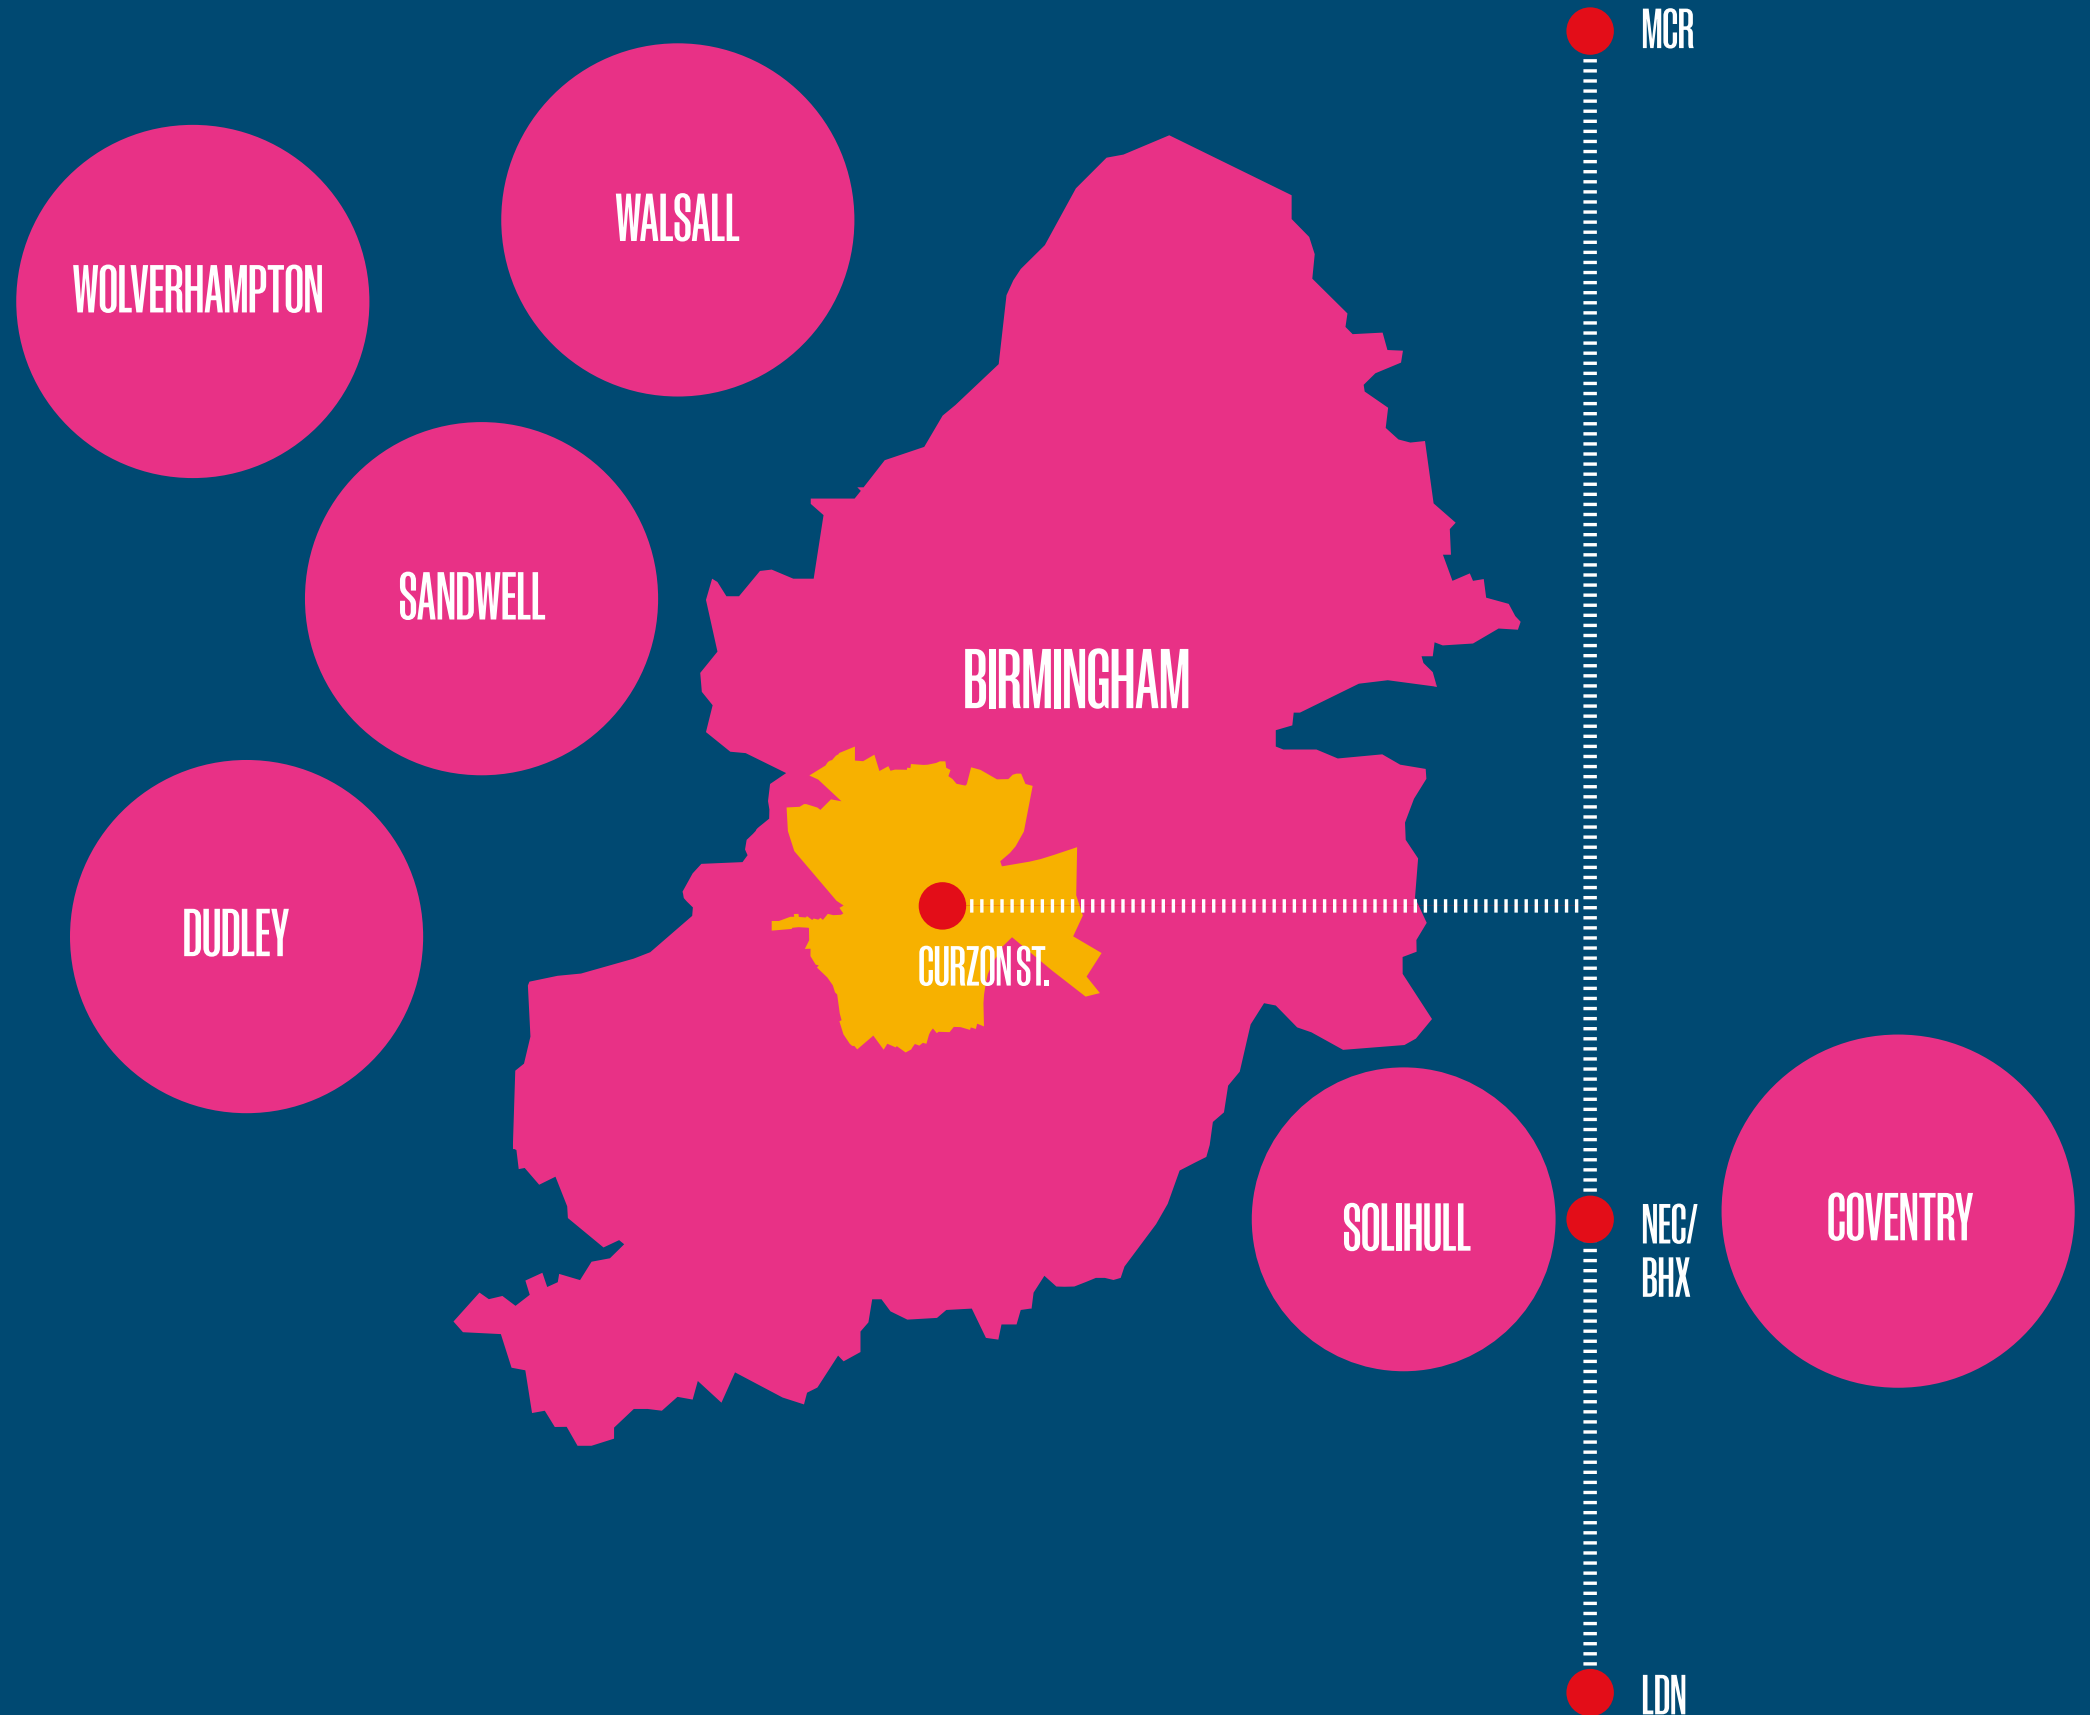 MCR
WALSALL
WOLVERHAMPTON
SANDWELL
BIRMINGHAM
DUDLEY
CURZON ST.
SOLIHULL
NEC/
BHX
COVENTRY
LDN